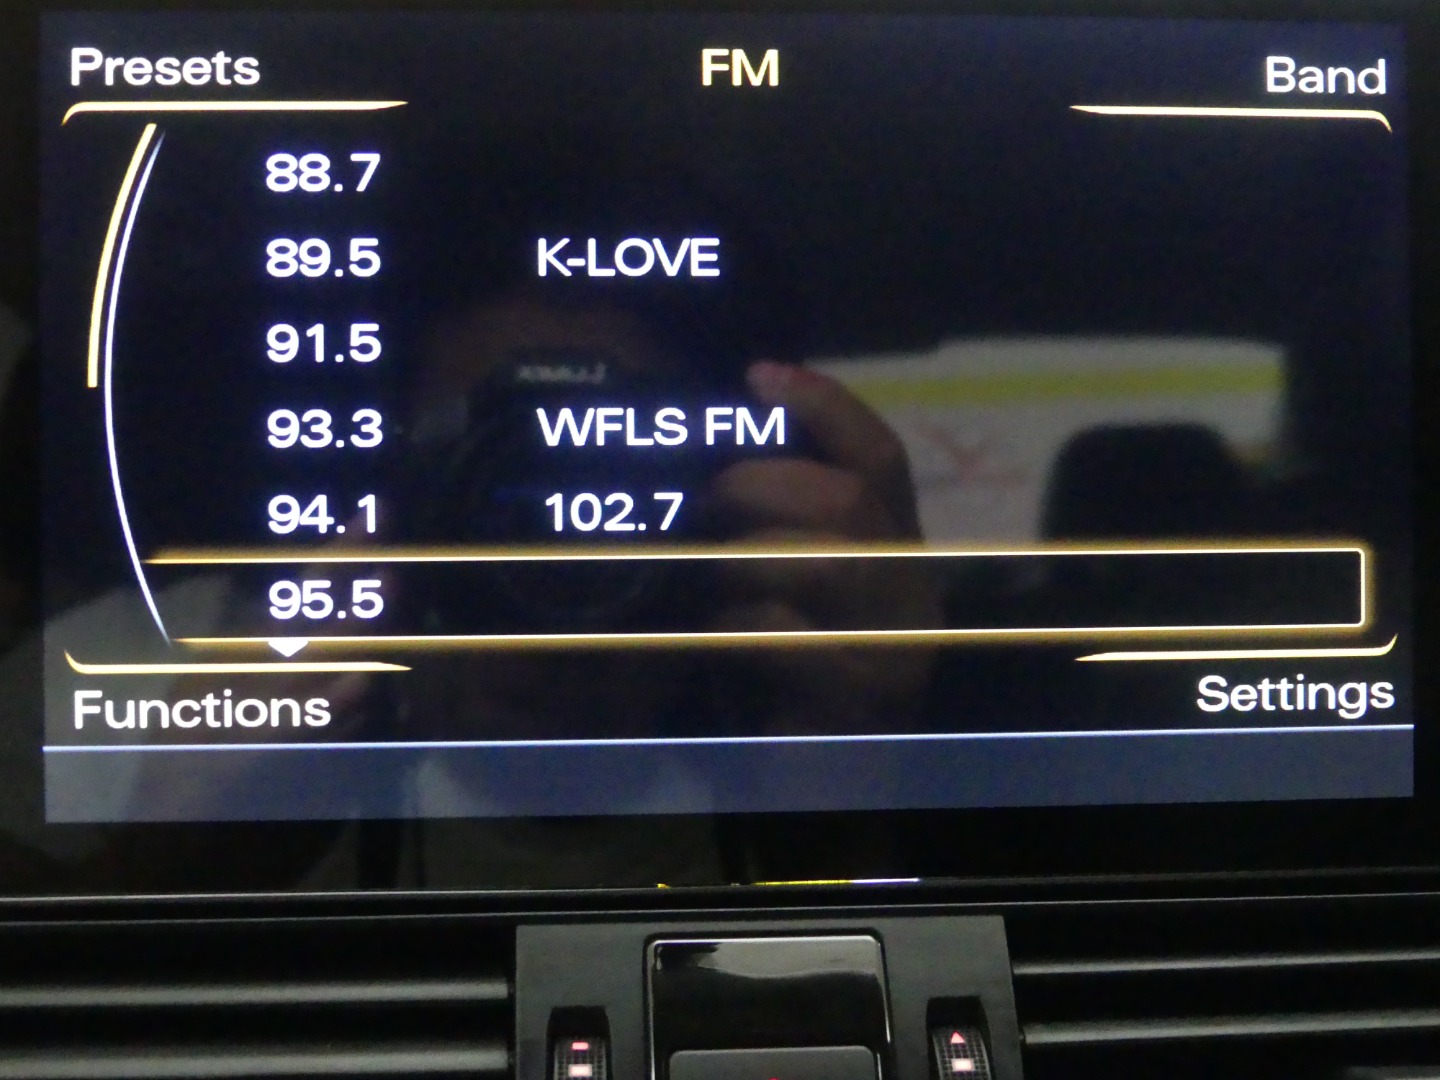 Presets FM Band
88.7
89.5 K-LOVE
91.5
93.3 WFLS FM
94.1 102.7
95.5
Functions Settings